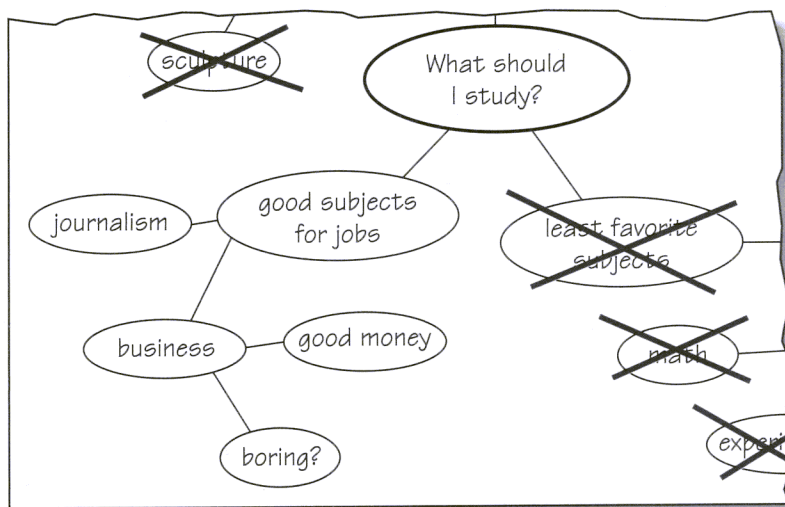 sculpture
What should
I study?
good subjects
for jobs
journalism
least favorite
subjects
business
good money
math
boring?